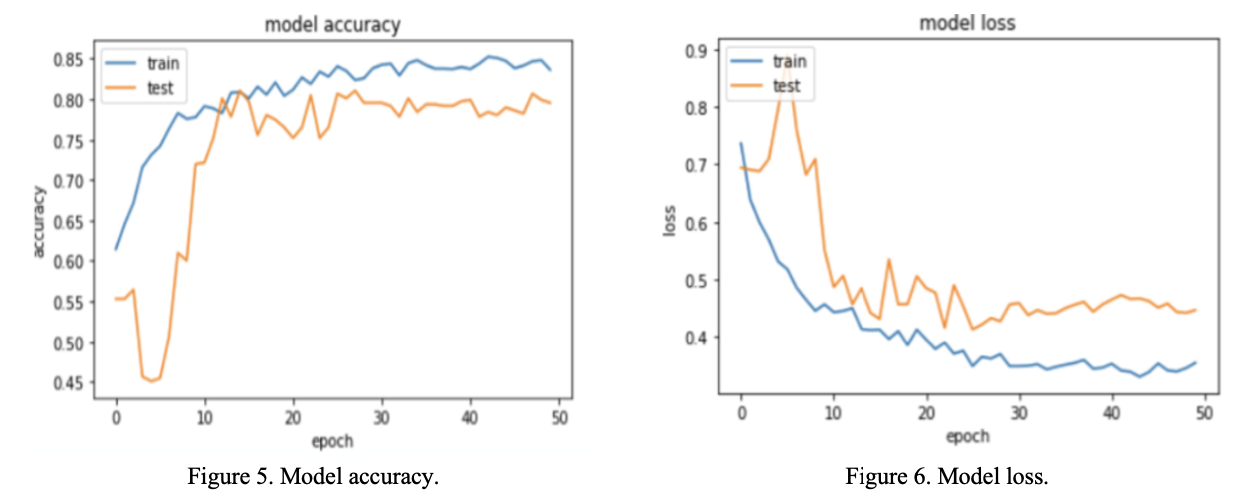 model accuracy
train
test
0.85
0.80
0.75
0.70
0.65
0.60
0.55
0.50
0.45
accuracy
0 10 20 30 40 50
epoch
Figure 5. Model accuracy.
model loss
train
test
0.9
0.8
0.7
0.6
0.5
0.4
loss
0 10 20 30 40 50
epoch
Figure 6. Model loss.